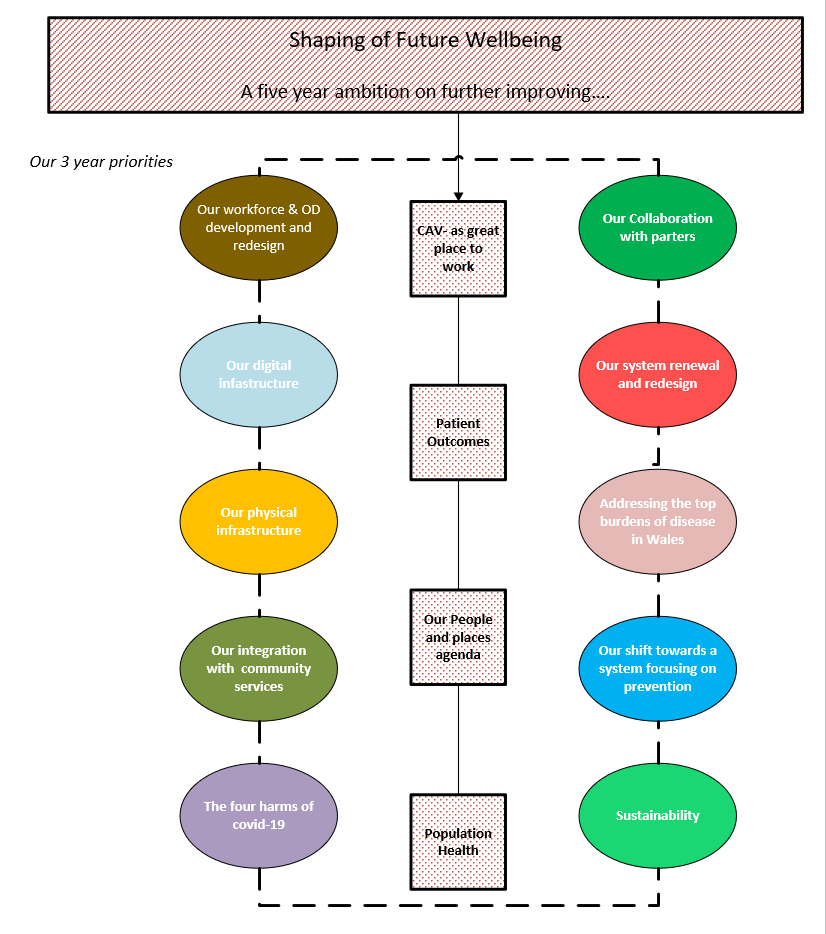 Shaping of Future Wellbeing
A five year ambition on further improving....
Our 3 year priorities
Our workforce & OD
development and
redesign
Our digital
infastructure
Our physical
infrastructure
Our integration
with  community
services
The four harms of
covid-19
CAV- as great
place to
work
Patient
Outcomes
Our People
and places
agenda
Population
Health
Our Collaboration
with parters
Our system renewal
and redesign
Addressing the top
burdens of disease
in Wales
Our shift towards a
system focusing on
prevention
Sustainability